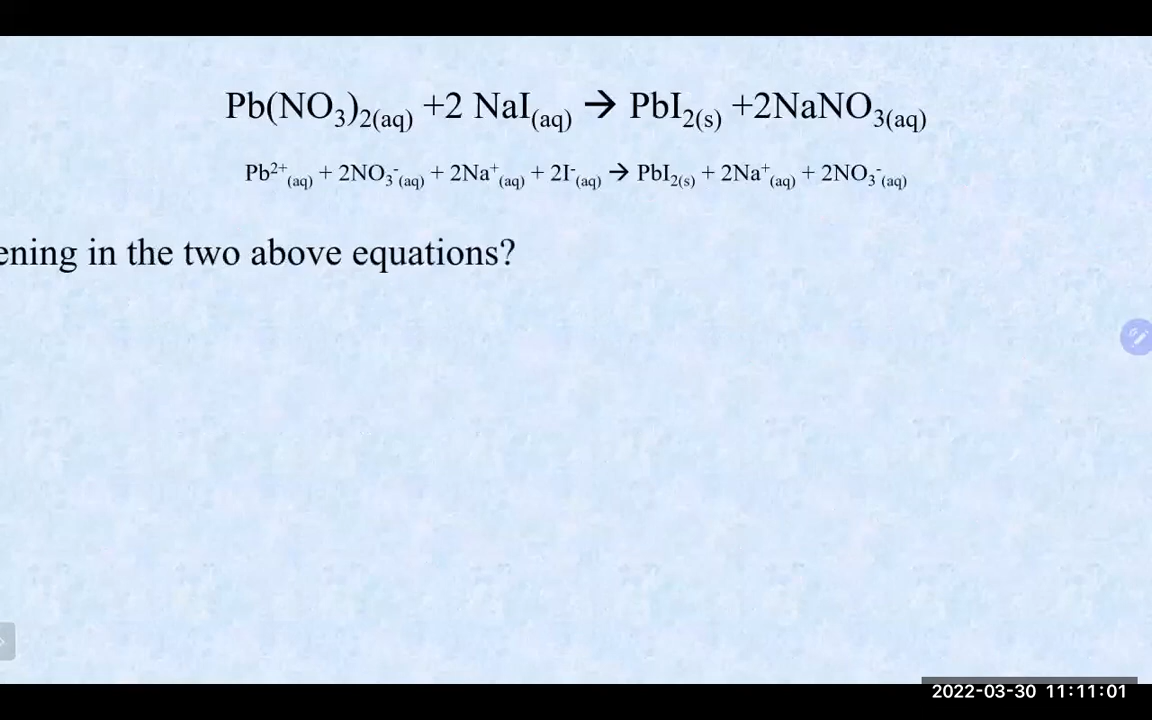 Pb(NO₃)₂(aq) +2 NaI(aq) → PbI₂(s) +2NaNO₃(aq)
Pb²⁺(aq) + 2NO₃⁻(aq) + 2Na⁺(aq) + 2I⁻(aq) → PbI₂(s) + 2Na⁺(aq) + 2NO₃⁻(aq)
ening in the two above equations?
2022-03-30 11:11:01